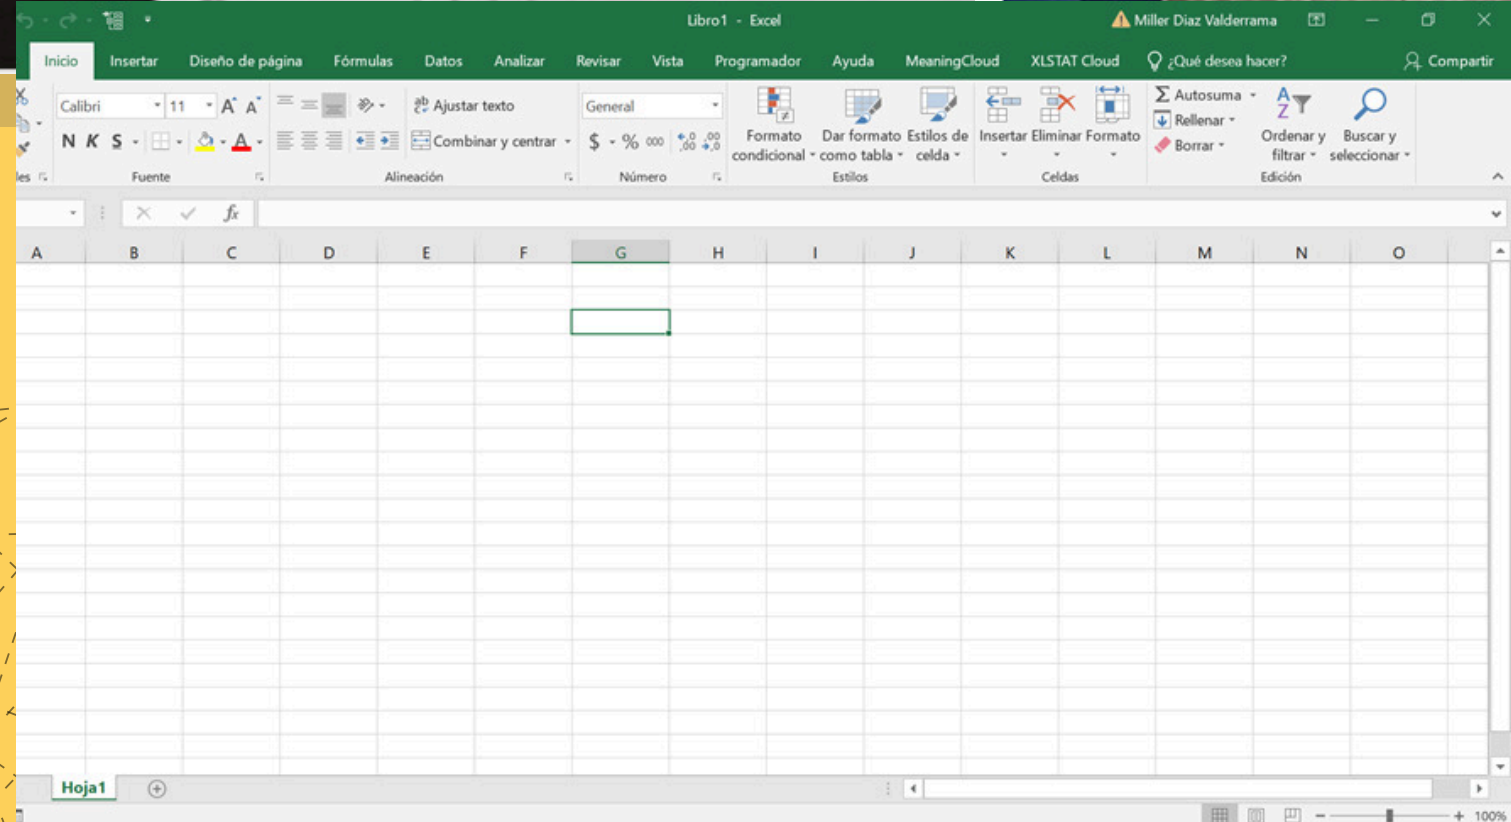 Libro1 - Excel
Miller Diaz Valderrama
Inicio Insertar Diseño de página Fórmulas Datos Analizar Revisar Vista Programador Ayuda MeaningCloud XLSTAT Cloud ¿Qué desea hacer? Compartir
Calibri 11 A A Ajustar texto General Formato condicional Dar formato como tabla Estilos de celda Insertar Eliminar Formato Autosuma Rellenar Borrar Ordenar y filtrar Buscar y seleccionar
N K S A Combinar y centrar $ % 000
Fuente Alineación Número Estilos Celdas Edición
fx
A B C D E F G H I J K L M N O
Hoja1
100%